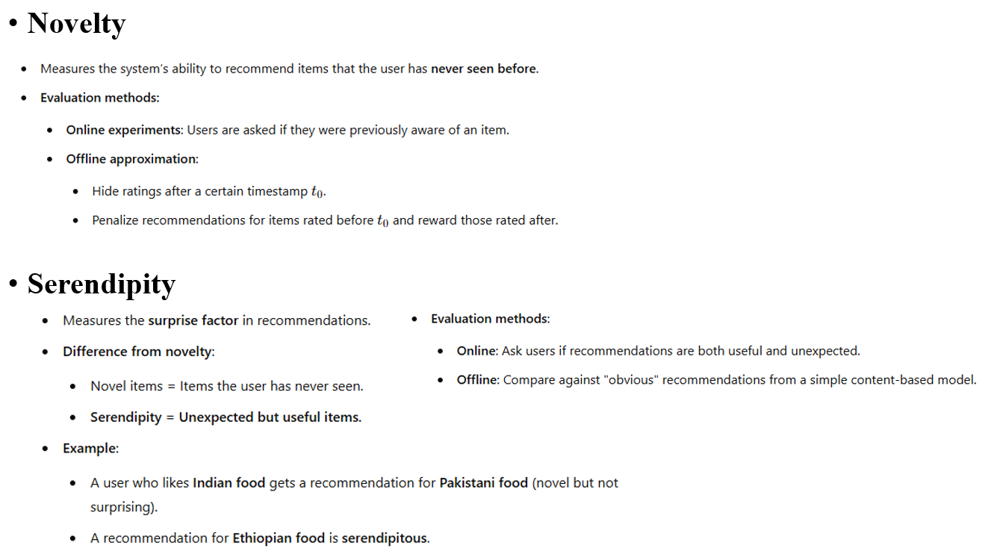 • Novelty
• Measures the system's ability to recommend items that the user has never seen before.
• Evaluation methods:
• Online experiments: Users are asked if they were previously aware of an item.
• Offline approximation:
• Hide ratings after a certain timestamp t₀.
• Penalize recommendations for items rated before t₀ and reward those rated after.
• Serendipity
• Measures the surprise factor in recommendations.
• Difference from novelty:
• Novel items = Items the user has never seen.
• Serendipity = Unexpected but useful items.
• Example:
• A user who likes Indian food gets a recommendation for Pakistani food (novel but not
surprising).
• A recommendation for Ethiopian food is serendipitous.
• Evaluation methods:
• Online: Ask users if recommendations are both useful and unexpected.
• Offline: Compare against "obvious" recommendations from a simple content-based model.